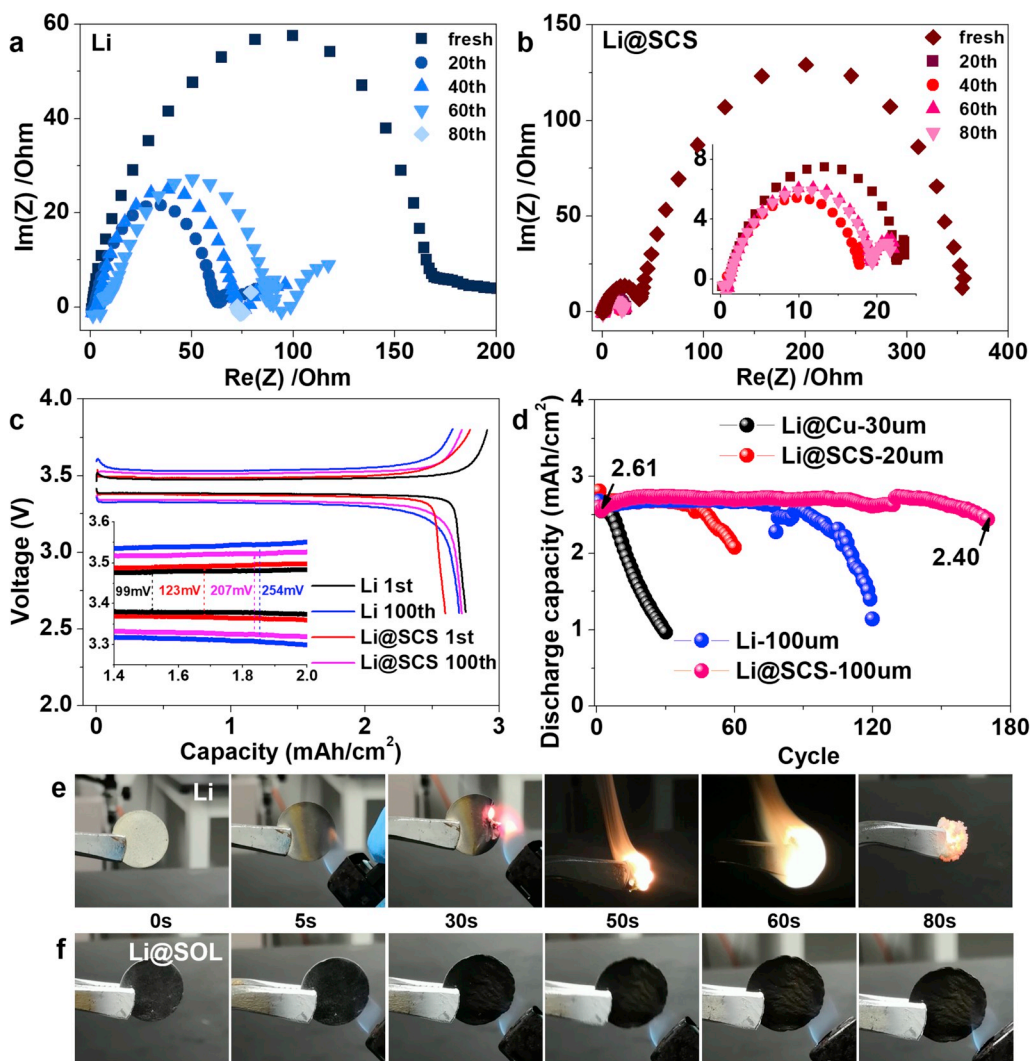 a
Li
fresh
20th
40th
60th
80th
60
40
20
0
Im(Z) /Ohm
0 50 100 150 200
Re(Z) /Ohm
b
Li@SCS
fresh
20th
40th
60th
80th
150
125
100
75
50
25
0
Im(Z) /Ohm
8
6
4
2
0
0 10 20
0 100 200 300 400
Re(Z) /Ohm
c
4.0
3.5
3.0
2.5
2.0
Voltage (V)
3.6
3.5
3.4
3.3
99mV 123mV 207mV 254mV
1.4 1.6 1.8 2.0
Li 1st
Li 100th
Li@SCS 1st
Li@SCS 100th
0 1 2 3
Capacity (mAh/cm²)
d
4
3
2
1
0
Discharge capacity (mAh/cm²)
Li@Cu-30um
Li@SCS-20um
2.61
2.40
Li-100um
Li@SCS-100um
0 60 120 180
Cycle
e
Li
0s 5s 30s 50s 60s 80s
f
Li@SOL